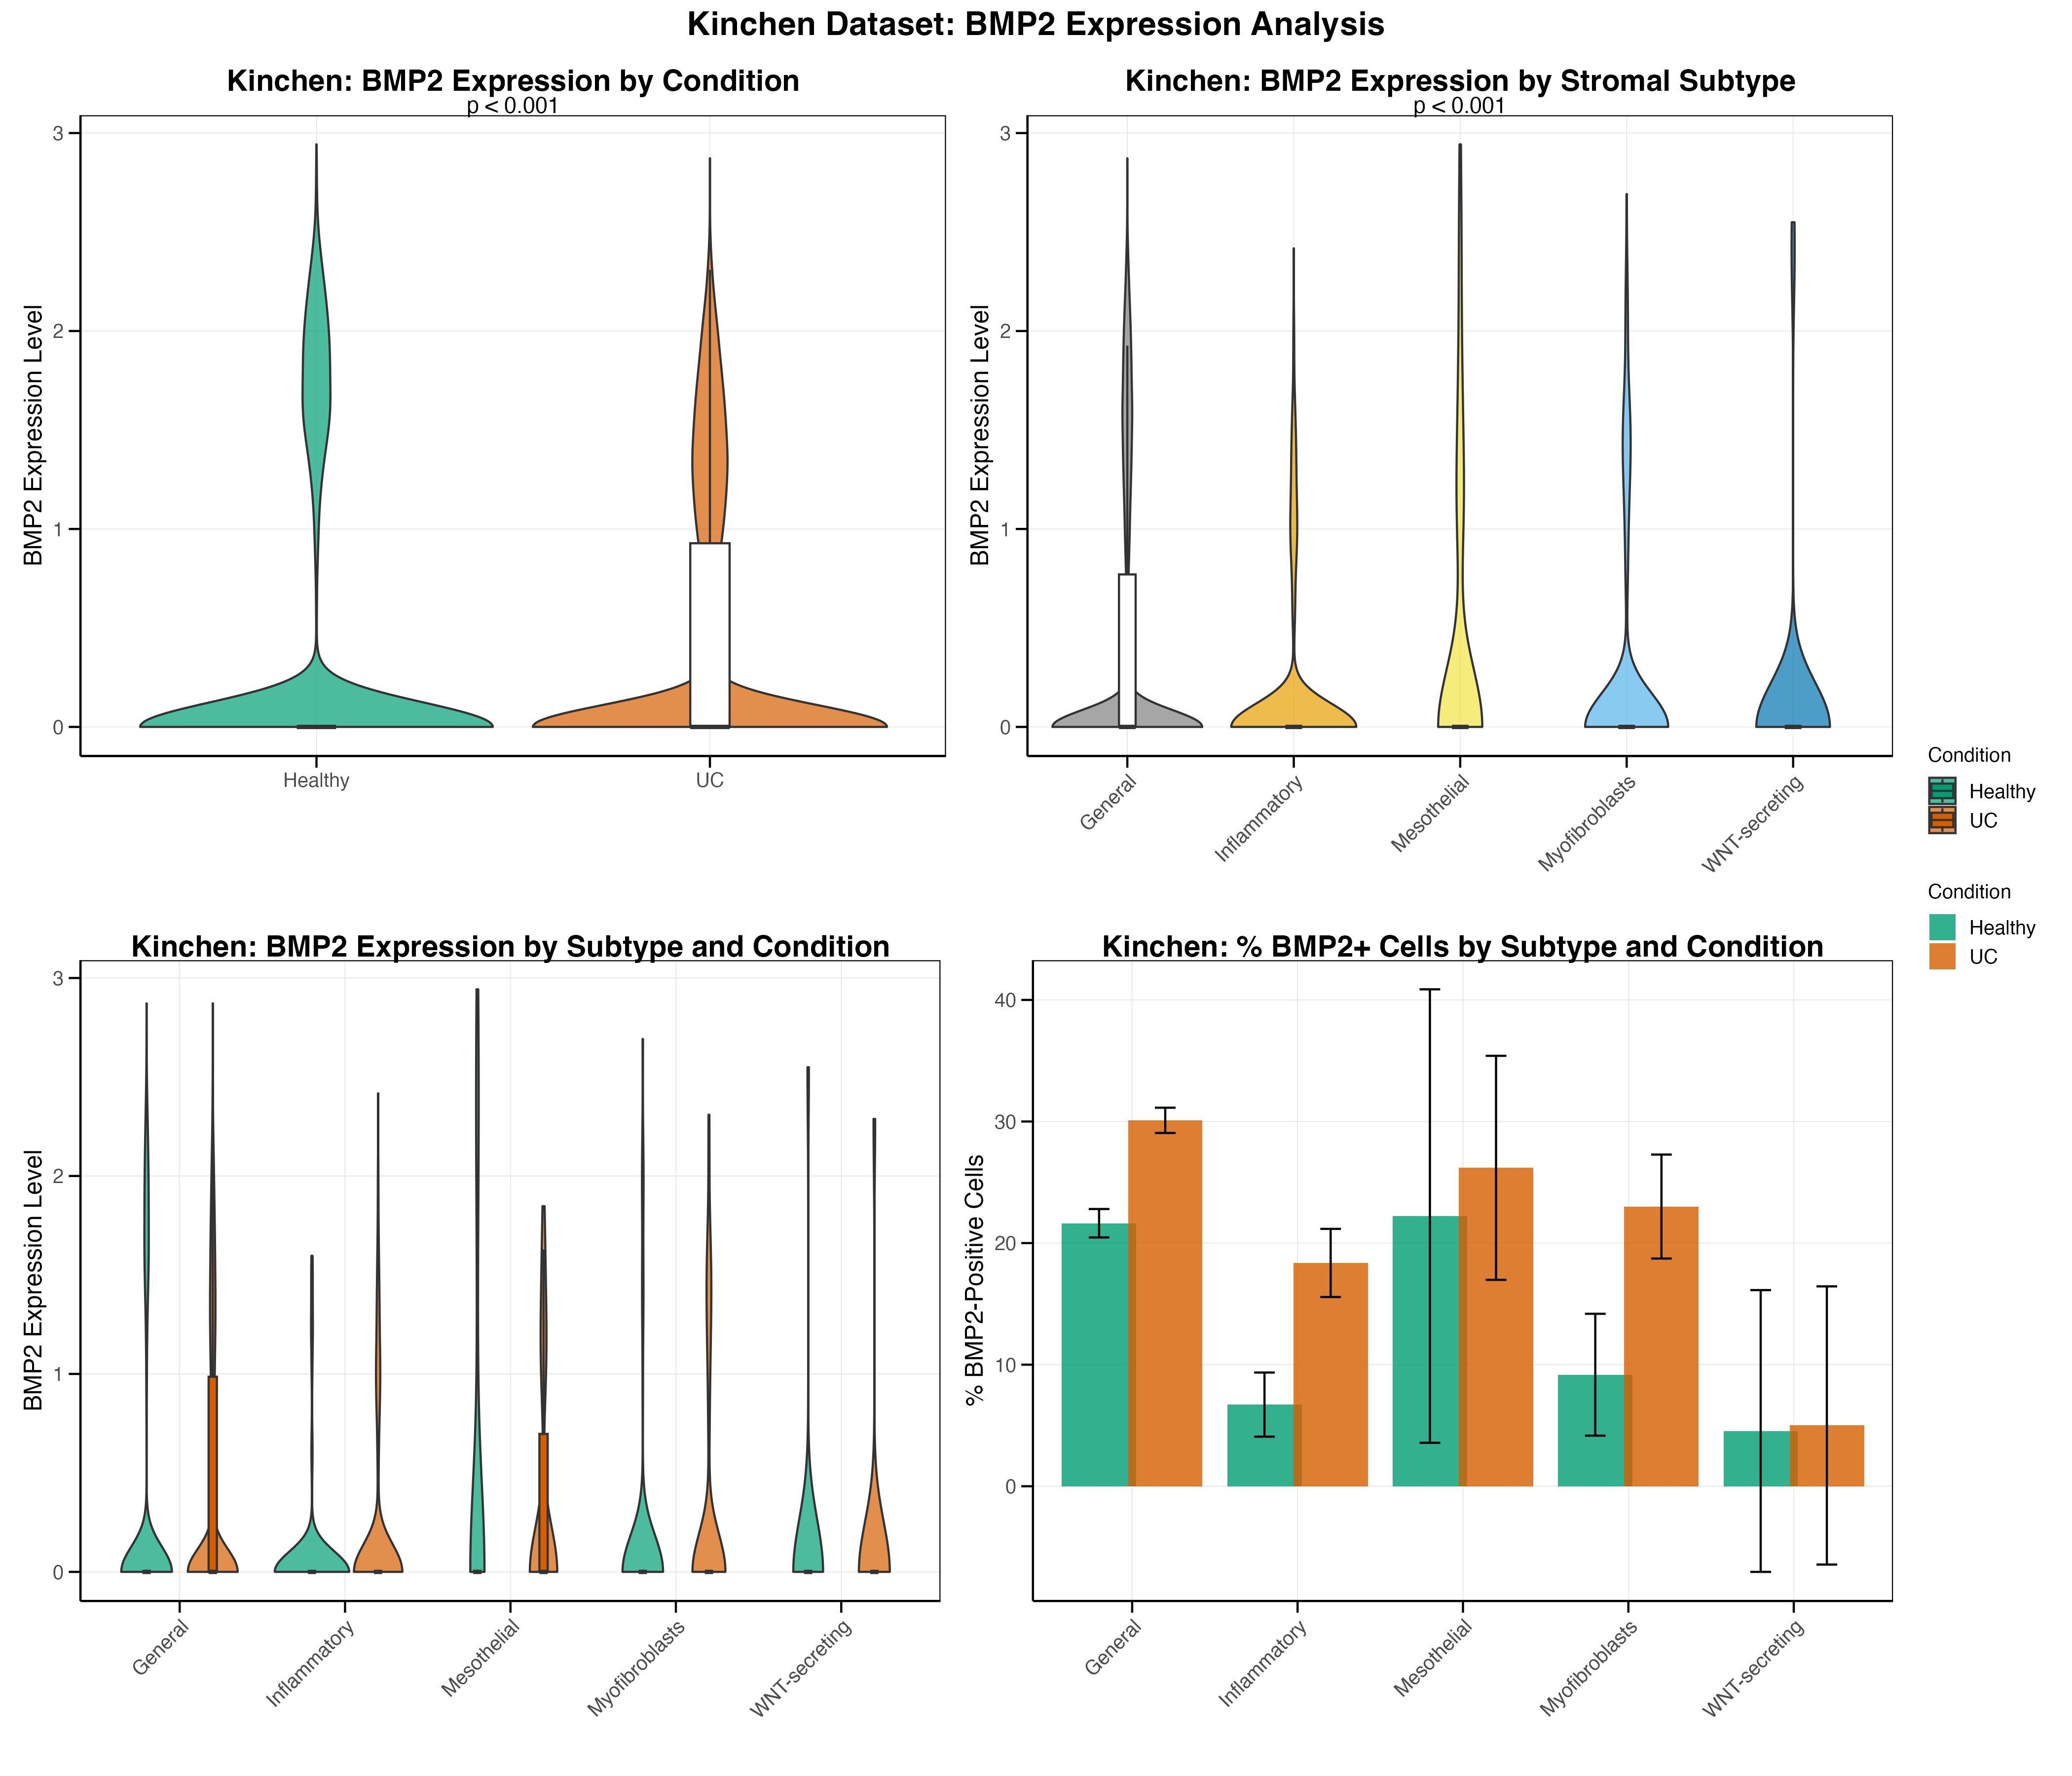 Kinchen Dataset: BMP2 Expression Analysis
Kinchen: BMP2 Expression by Condition
p < 0.001
BMP2 Expression Level
3
2
1
0
Healthy
UC
Kinchen: BMP2 Expression by Stromal Subtype
p < 0.001
BMP2 Expression Level
3
2
1
0
General
Inflammatory
Mesothelial
Myofibroblasts
WNT-secreting
Condition
Healthy
UC
Condition
Healthy
UC
Kinchen: BMP2 Expression by Subtype and Condition
BMP2 Expression Level
3
2
1
0
General
Inflammatory
Mesothelial
Myofibroblasts
WNT-secreting
Kinchen: % BMP2+ Cells by Subtype and Condition
% BMP2-Positive Cells
40
30
20
10
0
General
Inflammatory
Mesothelial
Myofibroblasts
WNT-secreting